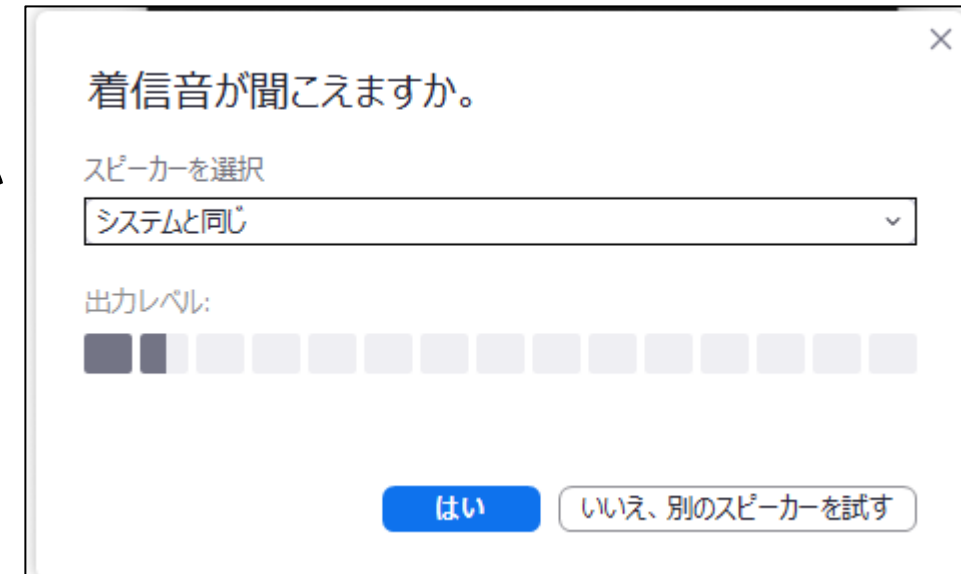 着信音が聞こえますか。
スピーカーを選択
システムと同じ
出力レベル:
はい
いいえ、別のスピーカーを試す